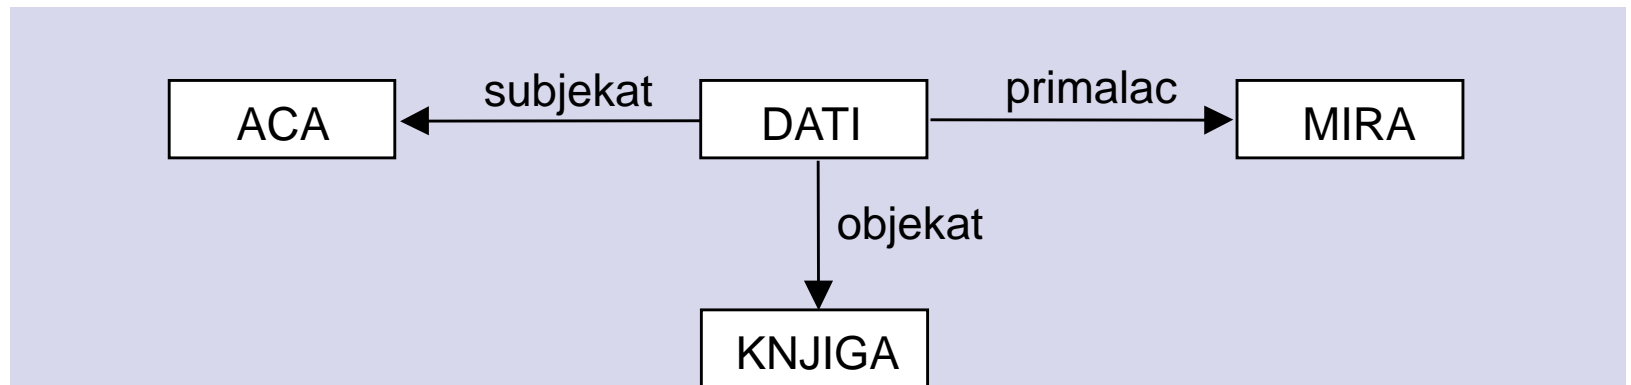 subjekat
primalac
ACA
DATI
MIRA
objekat
KNJIGA